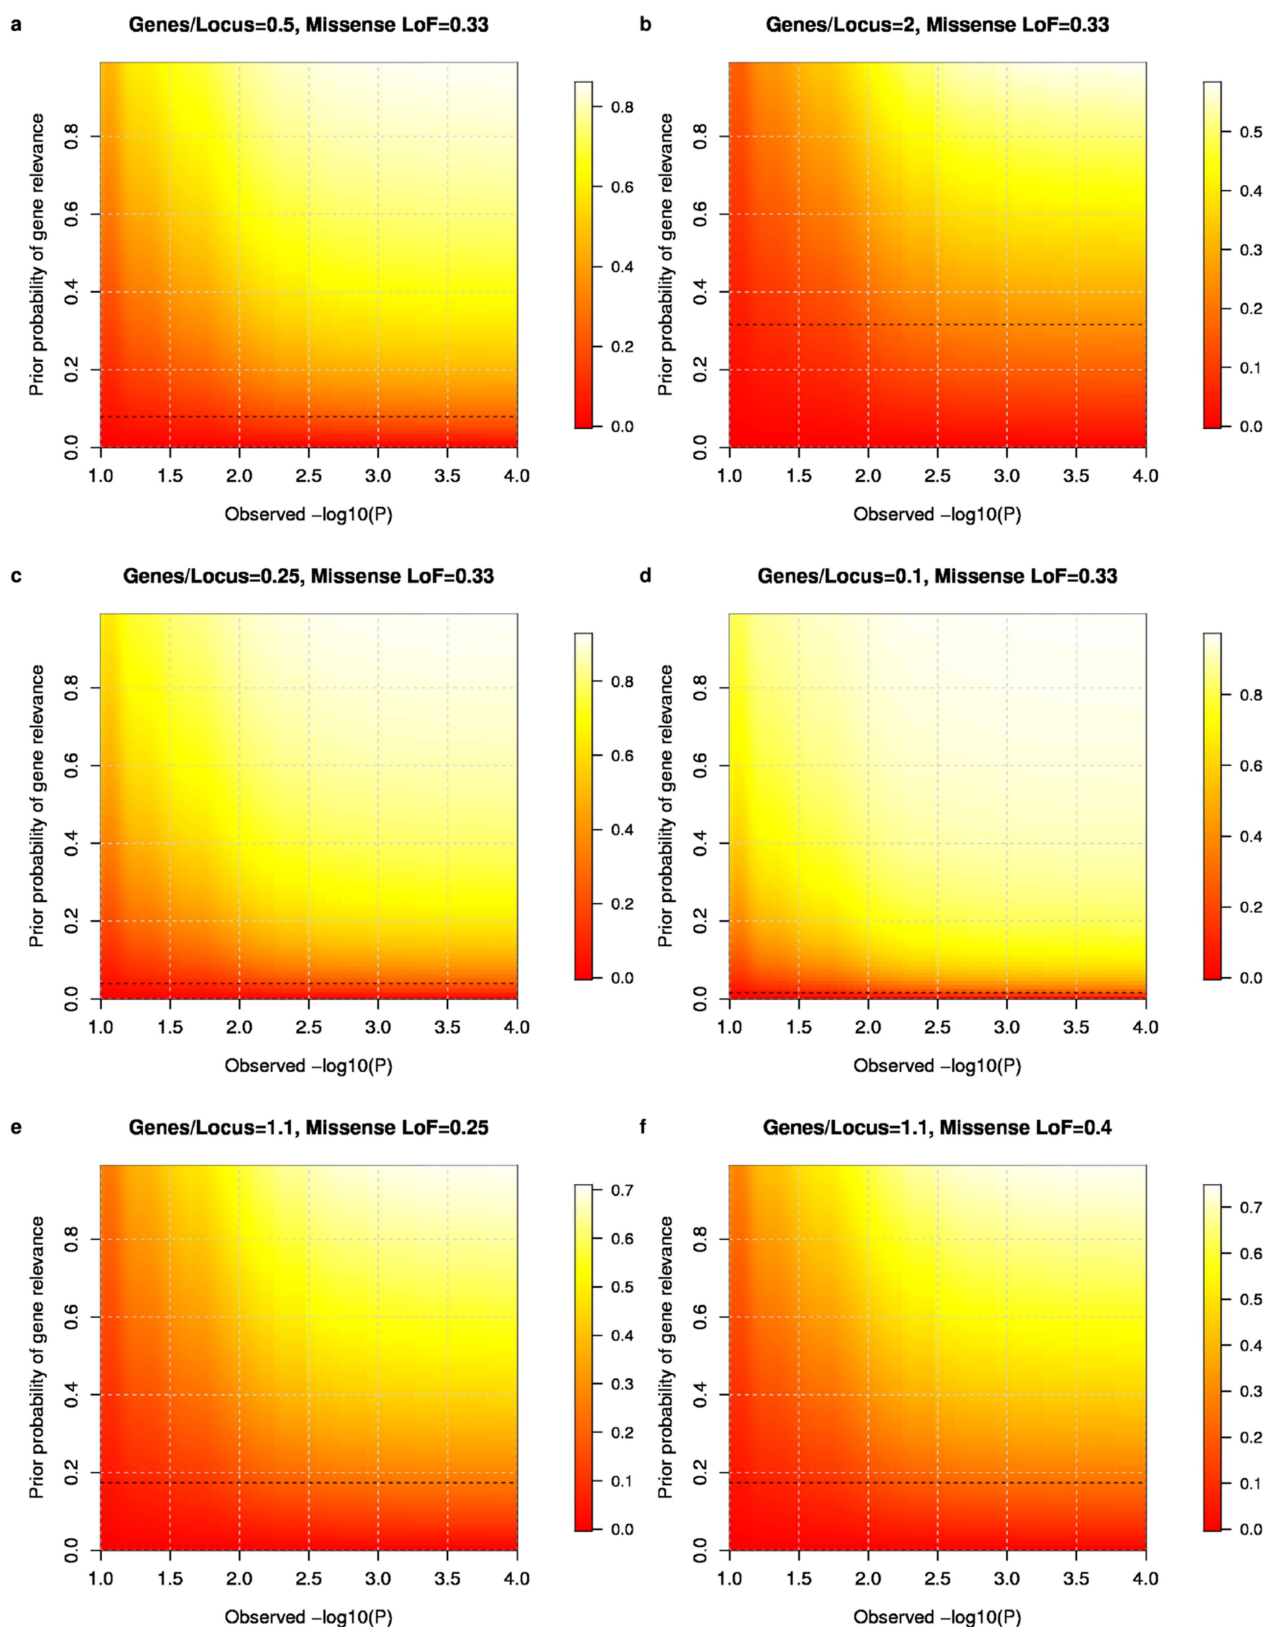 a
Genes/Locus=0.5, Missense LoF=0.33
Prior probability of gene relevance
0.8
0.6
0.4
0.2
0.0
1.0 1.5 2.0 2.5 3.0 3.5 4.0
Observed −log10(P)
0.8
0.6
0.4
0.2
0.0
b
Genes/Locus=2, Missense LoF=0.33
Prior probability of gene relevance
0.8
0.6
0.4
0.2
0.0
1.0 1.5 2.0 2.5 3.0 3.5 4.0
Observed −log10(P)
0.5
0.4
0.3
0.2
0.1
0.0
c
Genes/Locus=0.25, Missense LoF=0.33
Prior probability of gene relevance
0.8
0.6
0.4
0.2
0.0
1.0 1.5 2.0 2.5 3.0 3.5 4.0
Observed −log10(P)
0.8
0.6
0.4
0.2
0.0
d
Genes/Locus=0.1, Missense LoF=0.33
Prior probability of gene relevance
0.8
0.6
0.4
0.2
0.0
1.0 1.5 2.0 2.5 3.0 3.5 4.0
Observed −log10(P)
0.8
0.6
0.4
0.2
0.0
e
Genes/Locus=1.1, Missense LoF=0.25
Prior probability of gene relevance
0.8
0.6
0.4
0.2
0.0
1.0 1.5 2.0 2.5 3.0 3.5 4.0
Observed −log10(P)
0.7
0.6
0.5
0.4
0.3
0.2
0.1
0.0
f
Genes/Locus=1.1, Missense LoF=0.4
Prior probability of gene relevance
0.8
0.6
0.4
0.2
0.0
1.0 1.5 2.0 2.5 3.0 3.5 4.0
Observed −log10(P)
0.7
0.6
0.5
0.4
0.3
0.2
0.1
0.0